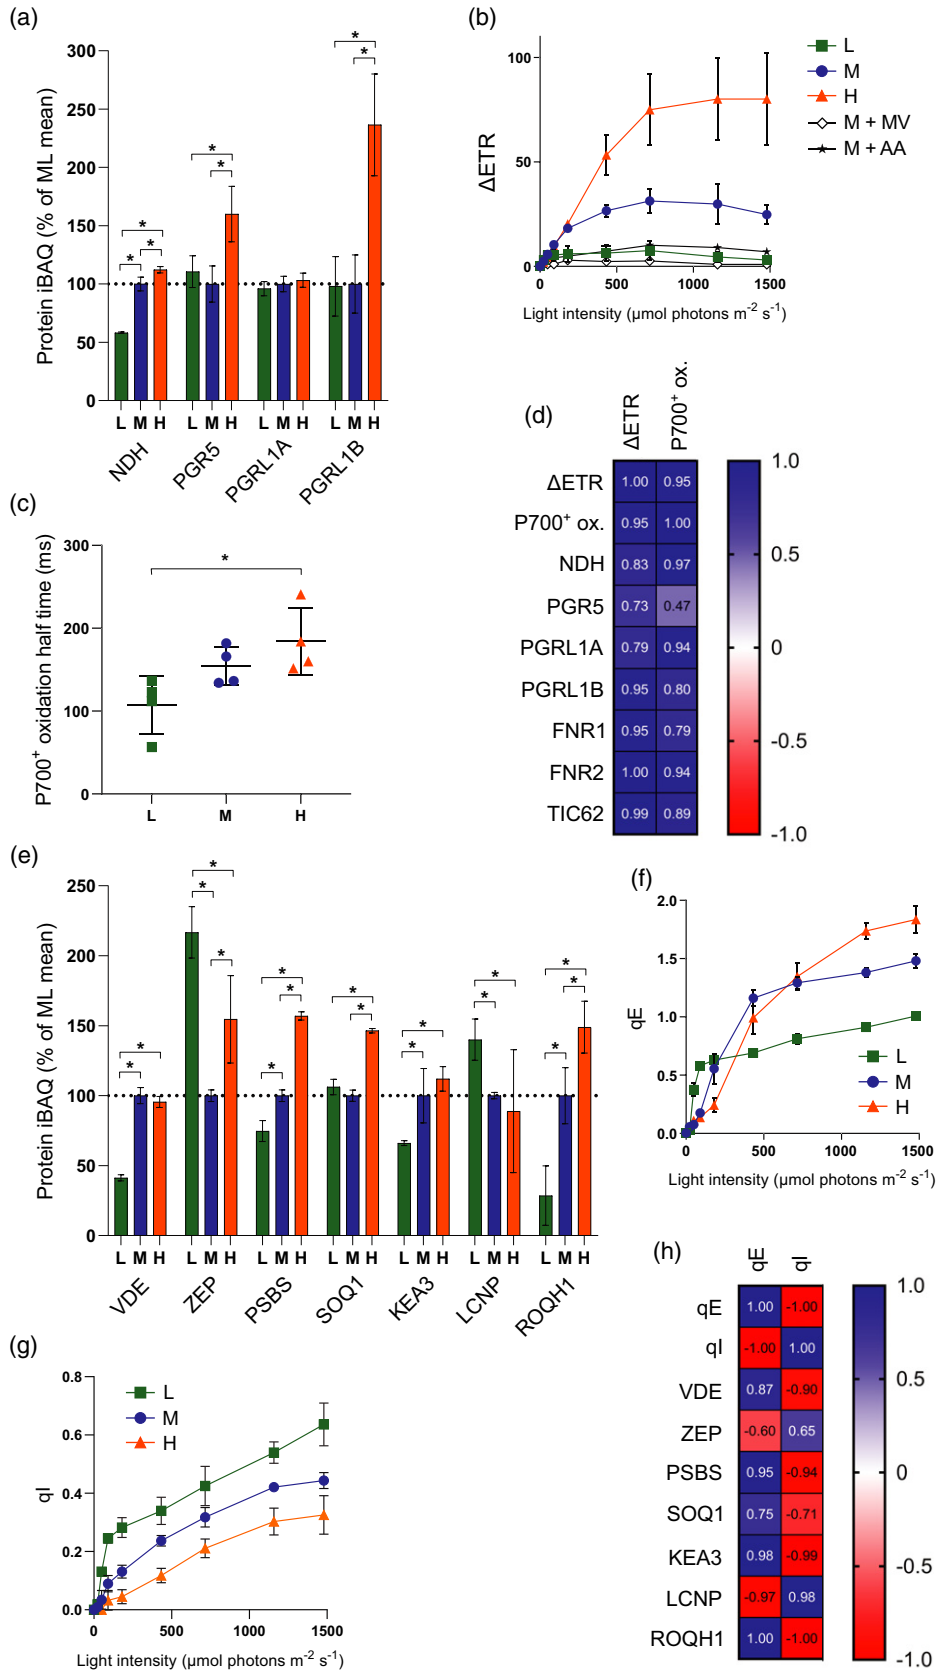 (a)
300
250
200
150
100
50
0
Protein iBAQ (% of ML mean)
* * * * * * *
L M H L M H L M H L M H
NDH PGR5 PGRL1A PGRL1B
(b)
100
50
0
ΔETR
0 500 1000 1500
Light intensity (μmol photons m⁻² s⁻¹)
L
M
H
M + MV
M + AA
(c)
300
200
100
0
P700⁺ oxidation half time (ms)
*
L M H
(d)
ΔETR P700⁺ ox.
ΔETR 1.00 0.95
P700⁺ ox. 0.95 1.00
NDH 0.83 0.97
PGR5 0.73 0.47
PGRL1A 0.79 0.94
PGRL1B 0.95 0.80
FNR1 0.95 0.79
FNR2 1.00 0.94
TIC62 0.99 0.89
1.0
0.5
0
-0.5
-1.0
(e)
250
200
150
100
50
0
Protein iBAQ (% of ML mean)
* * * * * * * * * * * * * * * * *
L M H L M H L M H L M H L M H L M H L M H
VDE ZEP PSBS SOQ1 KEA3 LCNP ROQH1
(f)
2.0
1.5
1.0
0.5
0.0
qE
L
M
H
0 500 1000 1500
Light intensity (μmol photons m⁻² s⁻¹)
(g)
0.8
0.6
0.4
0.2
0.0
qI
L
M
H
0 500 1000 1500
Light intensity (μmol photons m⁻² s⁻¹)
(h)
qE qI
qE 1.00 -1.00
qI -1.00 1.00
VDE 0.87 -0.90
ZEP -0.60 0.65
PSBS 0.95 -0.94
SOQ1 0.75 -0.71
KEA3 0.98 -0.99
LCNP -0.97 0.98
ROQH1 1.00 -1.00
1.0
0.5
0
-0.5
-1.0